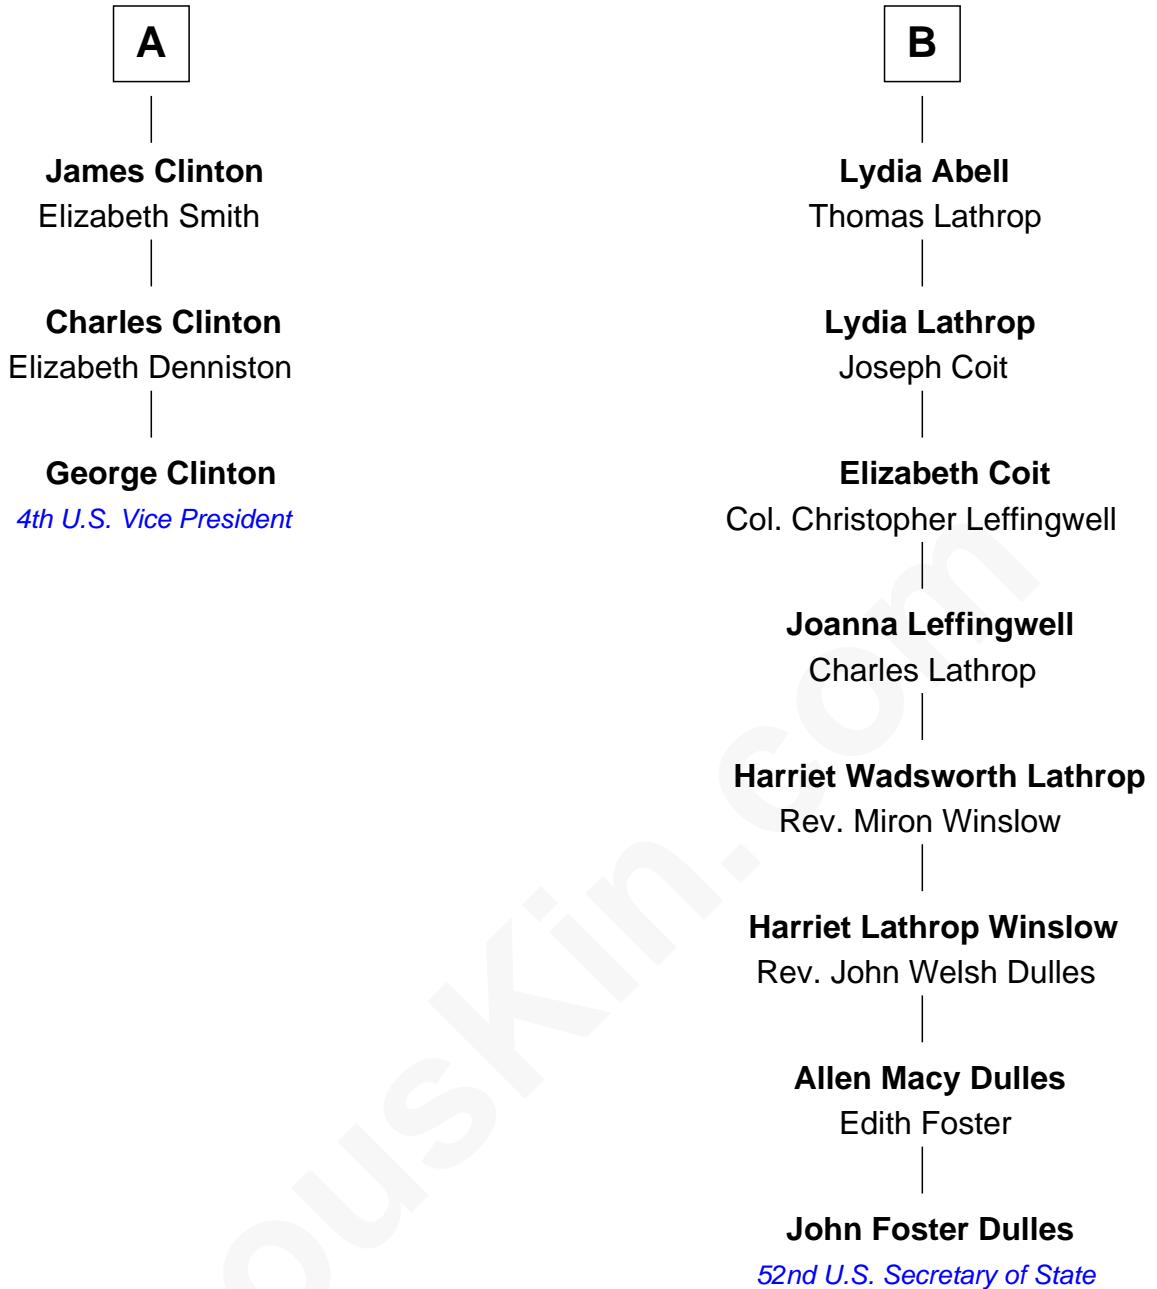 A
James Clinton
Elizabeth Smith
Charles Clinton
Elizabeth Denniston
George Clinton
4th U.S. Vice President
B
Lydia Abell
Thomas Lathrop
Lydia Lathrop
Joseph Coit
Elizabeth Coit
Col. Christopher Leffingwell
Joanna Leffingwell
Charles Lathrop
Harriet Wadsworth Lathrop
Rev. Miron Winslow
Harriet Lathrop Winslow
Rev. John Welsh Dulles
Allen Macy Dulles
Edith Foster
John Foster Dulles
52nd U.S. Secretary of State
ousKin.com